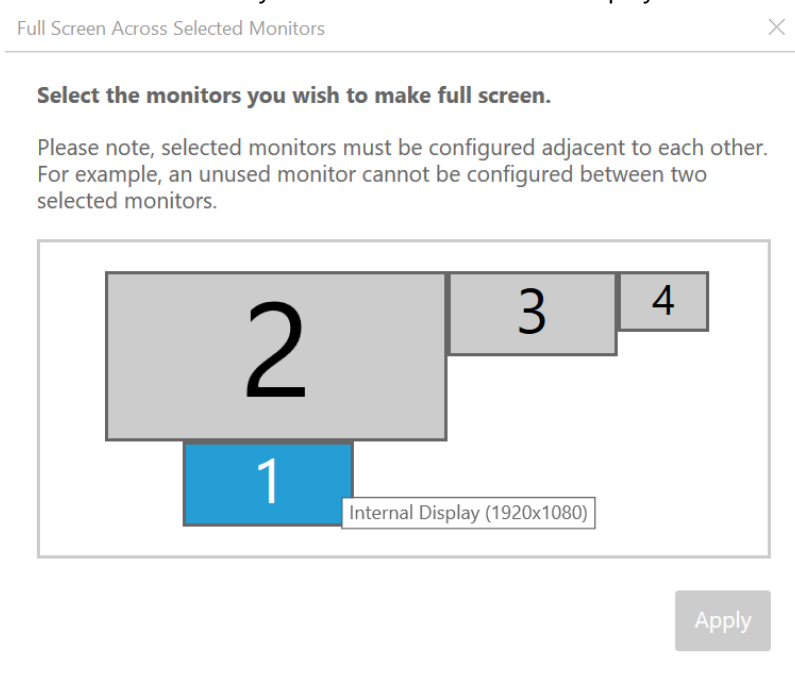 Full Screen Across Selected Monitors
Select the monitors you wish to make full screen.
Please note, selected monitors must be configured adjacent to each other.
For example, an unused monitor cannot be configured between two
selected monitors.
2
3
4
1
Internal Display (1920x1080)
Apply